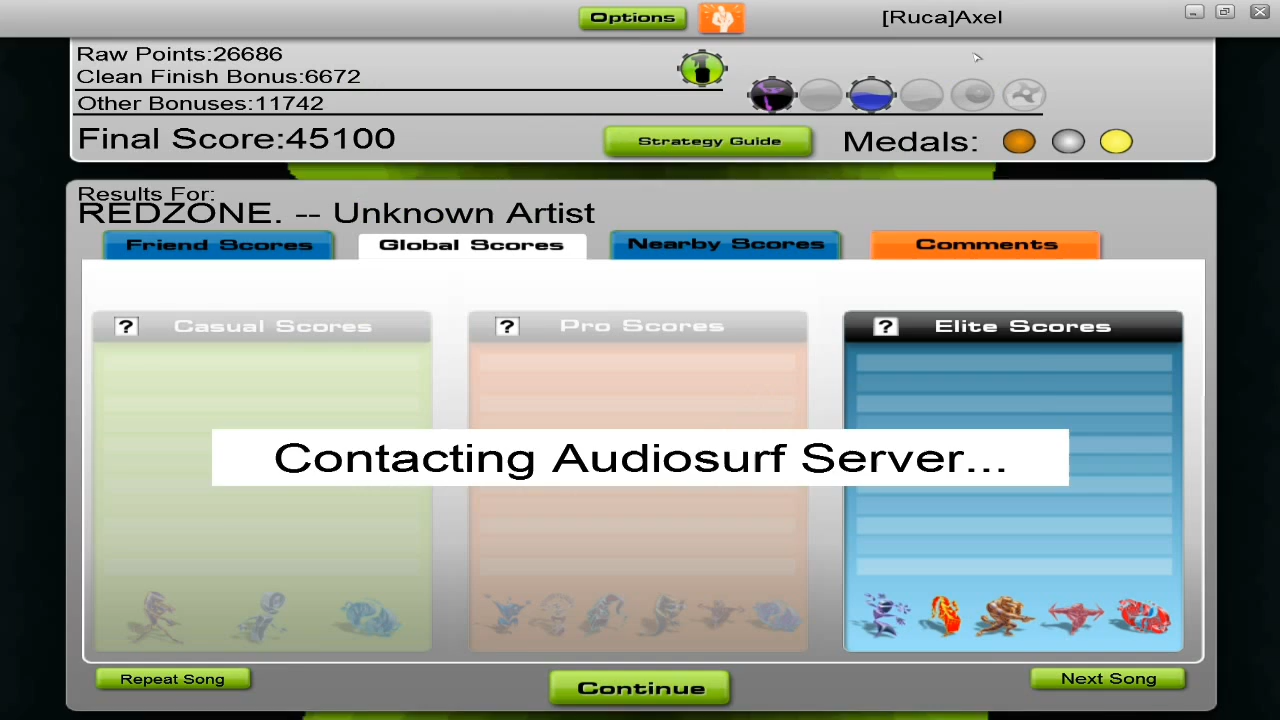 Options
[Ruca]Axel
Raw Points:26686
Clean Finish Bonus:6672
Other Bonuses:11742
Final Score:45100
Strategy Guide
Medals:
Results For:
REDZONE. -- Unknown Artist
Friend Scores
Global Scores
Nearby Scores
Comments
? Casual Scores
? Pro Scores
? Elite Scores
Contacting Audiosurf Server...
Repeat Song
Continue
Next Song